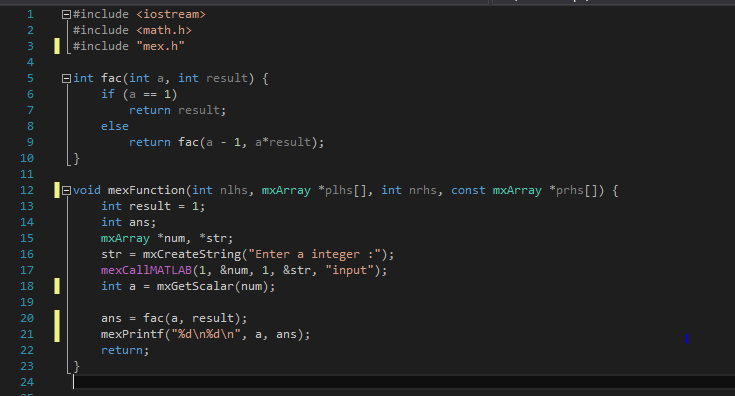 1 #include <iostream>
2 #include <math.h>
3 #include "mex.h"
4
5 int fac(int a, int result) {
6 if (a == 1)
7 return result;
8 else
9 return fac(a - 1, a*result);
10 }
11
12 void mexFunction(int nlhs, mxArray *plhs[], int nrhs, const mxArray *prhs[]) {
13 int result = 1;
14 int ans;
15 mxArray *num, *str;
16 str = mxCreateString("Enter a integer :");
17 mexCallMATLAB(1, &num, 1, &str, "input");
18 int a = mxGetScalar(num);
19
20 ans = fac(a, result);
21 mexPrintf("%d\n%d\n", a, ans);
22 return;
23 }
24